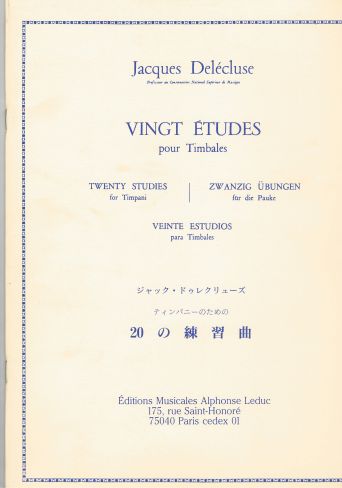 Jacques Delécluse
Professeur au Conservatoire National Supérieur de Musique
VINGT ÉTUDES
pour Timbales
TWENTY STUDIES
for Timpani
ZWANZIG ÜBUNGEN
für die Pauke
VEINTE ESTUDIOS
para Timbales
ジャック・ドゥレクリューズ
ティンパニーのための
20 の 練 習 曲
Éditions Musicales Alphonse Leduc
175, rue Saint-Honoré
75040 Paris cedex 01